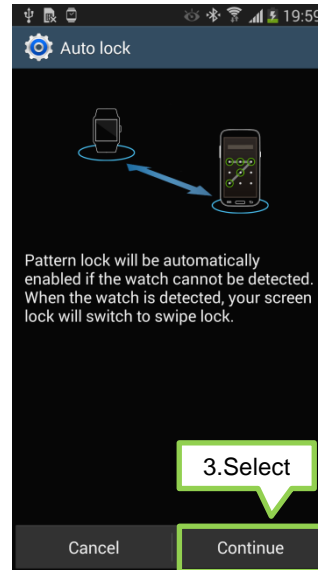 19:59
Auto lock
Pattern lock will be automatically
enabled if the watch cannot be detected.
When the watch is detected, your screen
lock will switch to swipe lock.
3.Select
Cancel Continue